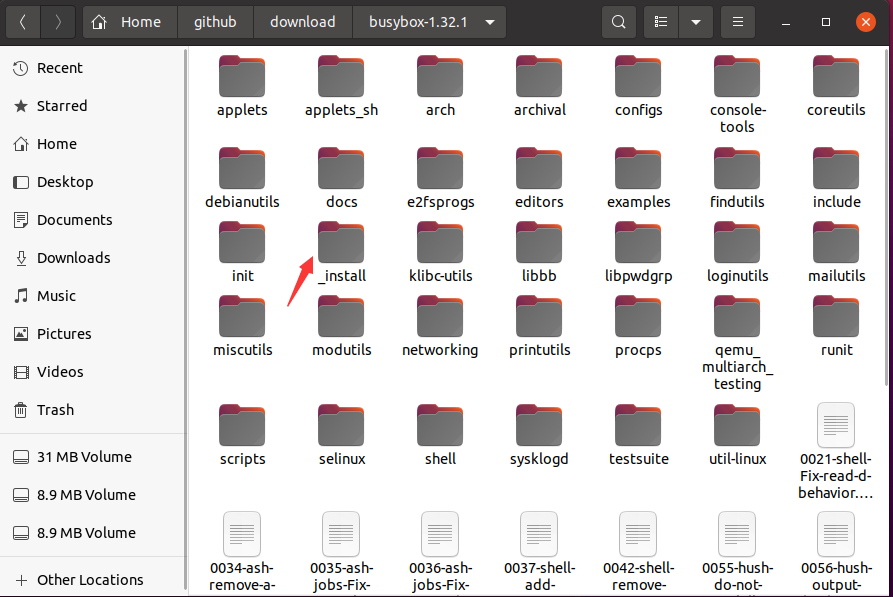 Home github download busybox-1.32.1
Recent
Starred
Home
Desktop
Documents
Downloads
Music
Pictures
Videos
Trash
31 MB Volume
8.9 MB Volume
8.9 MB Volume
Other Locations
applets applets_sh arch archival configs console-
tools coreutils
debianutils docs e2fsprogs editors examples findutils include
init _install klibc-utils libbb libpwdgrp loginutils mailutils
miscutils modutils networking printutils procps qemu_
multiarch_
testing runit
scripts selinux shell sysklogd testsuite util-linux 0021-shell-
Fix-read-d-
behavior.…
0034-ash-
remove-a-
0035-ash-
jobs-Fix-
0036-ash-
jobs-Fix-
0037-shell-
add-
0042-shell-
remove-
0055-hush-
do-not-
0056-hush-
output-